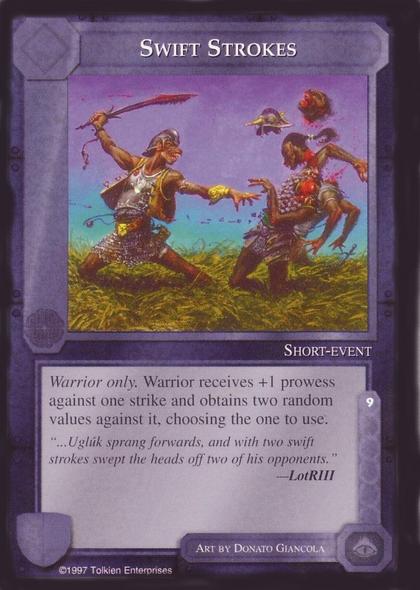 Swift Strokes
Short-event
Warrior only. Warrior receives +1 prowess
against one strike and obtains two random
values against it, choosing the one to use.
9
“...Uglúk sprang forwards, and with two swift
strokes swept the heads off two of his opponents.”
—LotRIII
Art by Donato Giancola
©1997 Tolkien Enterprises